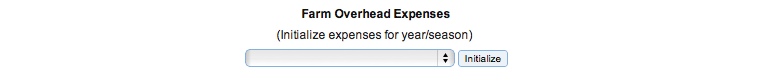 Farm Overhead Expenses
(Initialize expenses for year/season)
Initialize